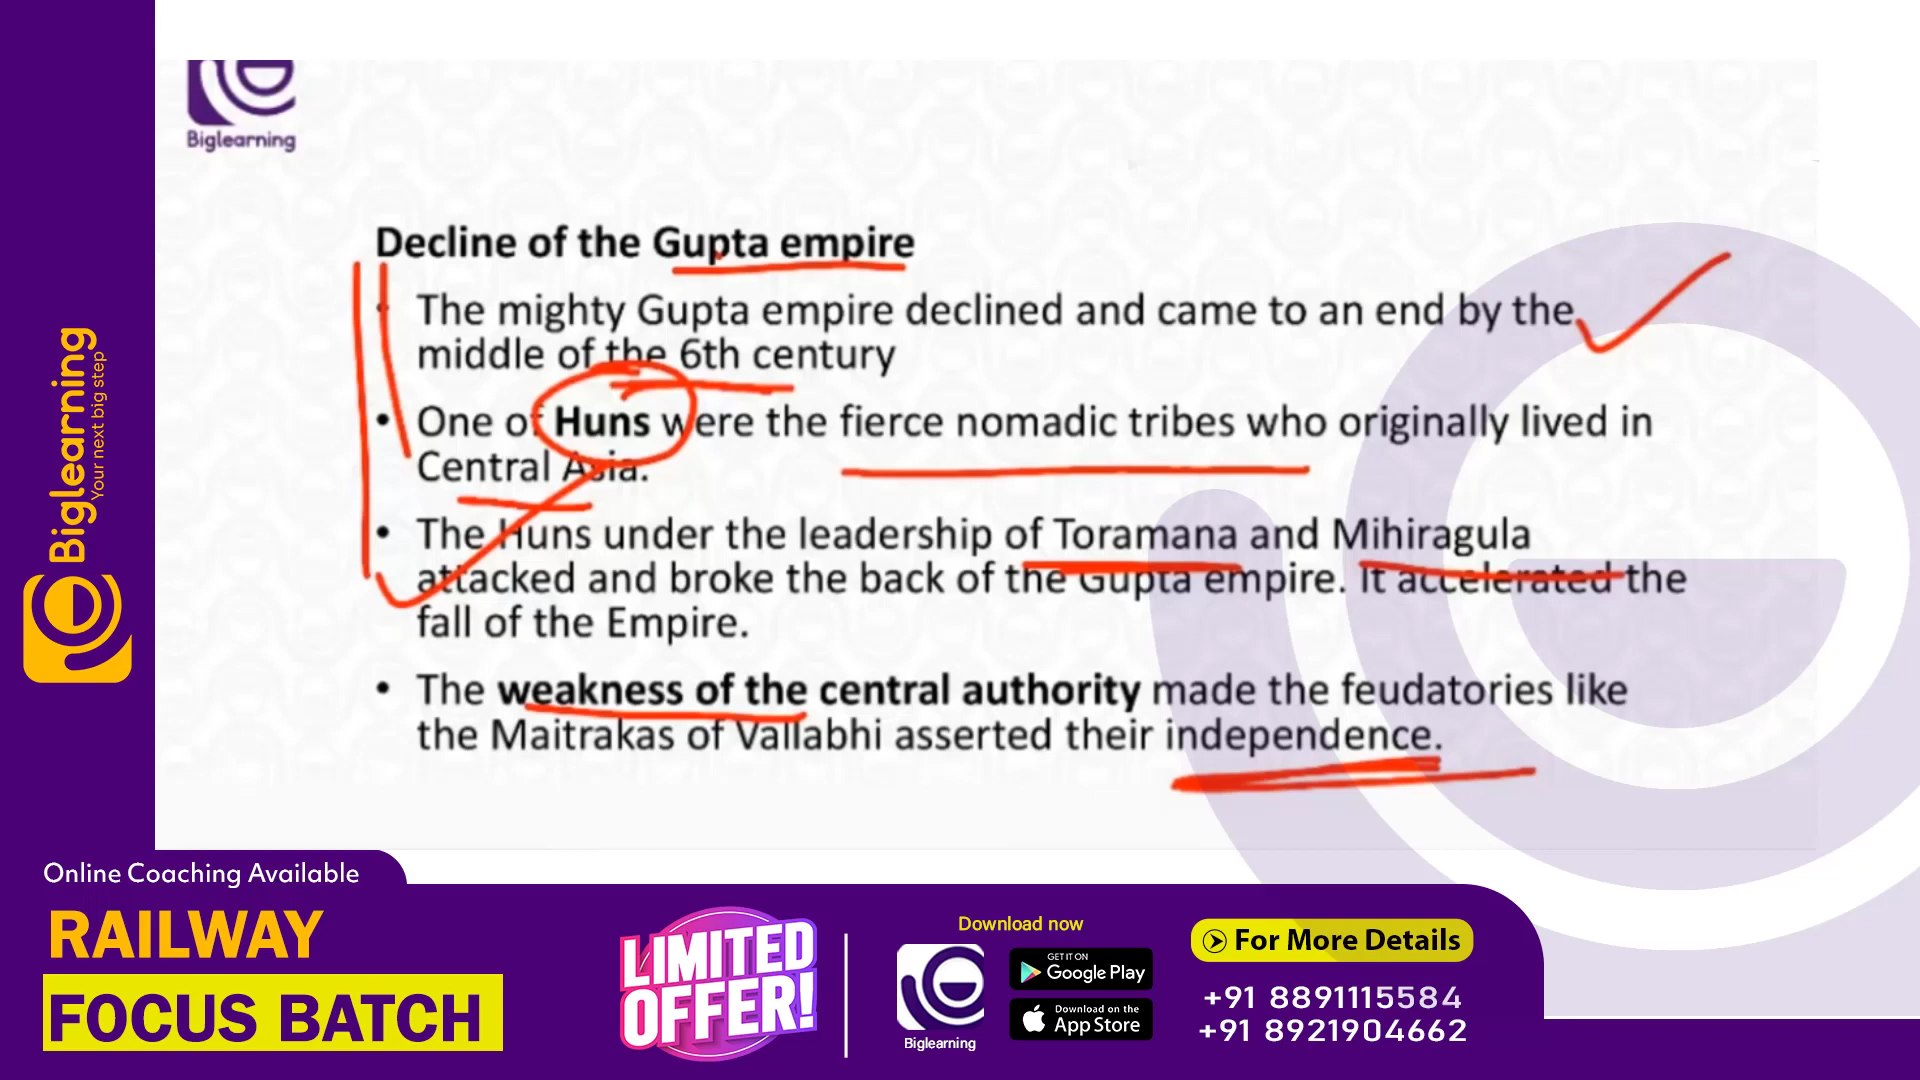 Biglearning
Decline of the Gupta empire
• The mighty Gupta empire declined and came to an end by the
middle of the 6th century
• One of Huns were the fierce nomadic tribes who originally lived in
Central Asia.
• The Huns under the leadership of Toramana and Mihiragula
attacked and broke the back of the Gupta empire. It accelerated the
fall of the Empire.
• The weakness of the central authority made the feudatories like
the Maitrakas of Vallabhi asserted their independence.
Biglearning
Your next big step
Online Coaching Available
RAILWAY
FOCUS BATCH
LIMITED
OFFER!
Download now
GET IT ON
Google Play
Download on the
App Store
Biglearning
For More Details
+91 8891115584
+91 8921904662